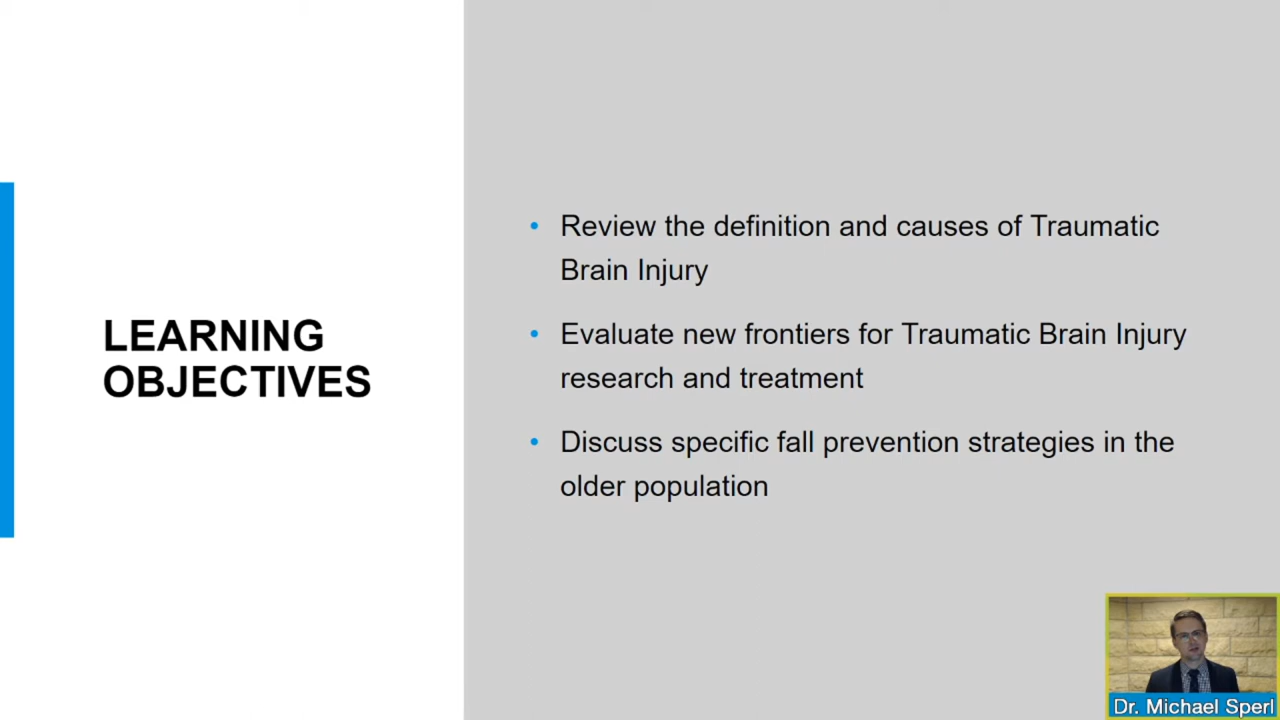 LEARNING
OBJECTIVES
• Review the definition and causes of Traumatic
Brain Injury
• Evaluate new frontiers for Traumatic Brain Injury
research and treatment
• Discuss specific fall prevention strategies in the
older population
Dr. Michael Sperl